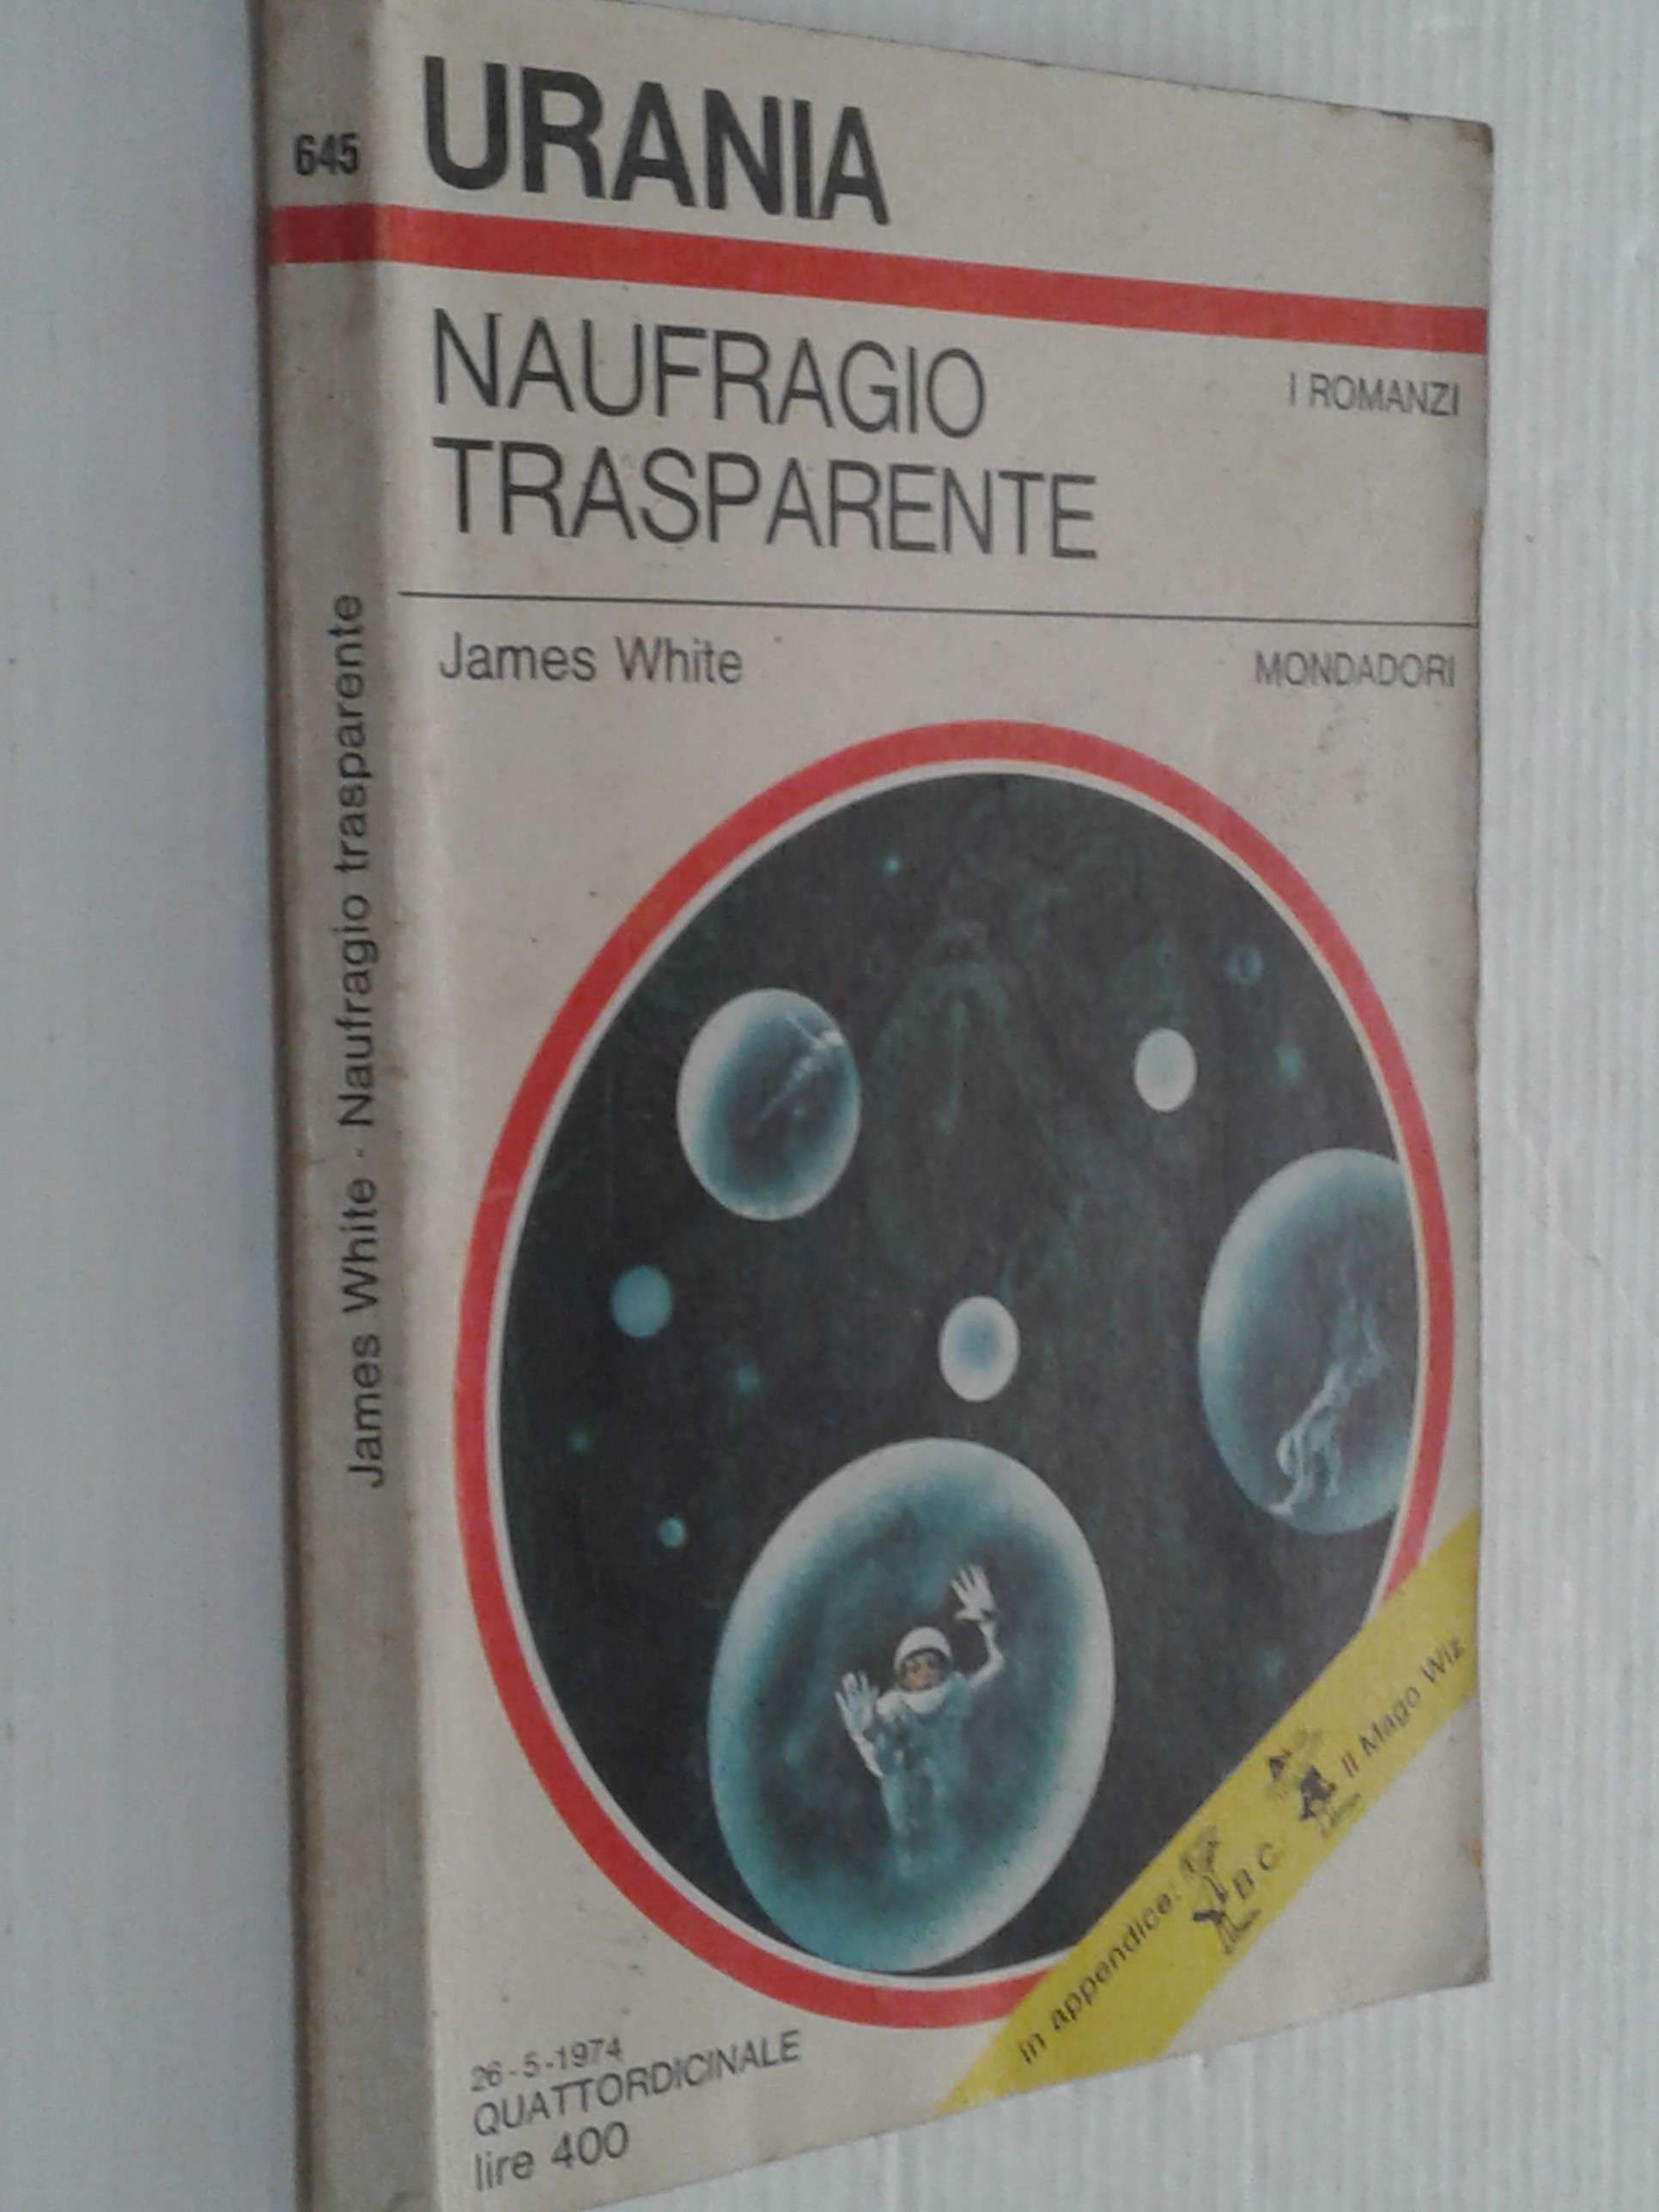 645
URANIA
NAUFRAGIO
TRASPARENTE
I ROMANZI
James White
MONDADORI
James White · Naufragio trasparente
in appendice: B C. Il Mago Wiz
26-5-1974
QUATTORDICINALE
lire 400